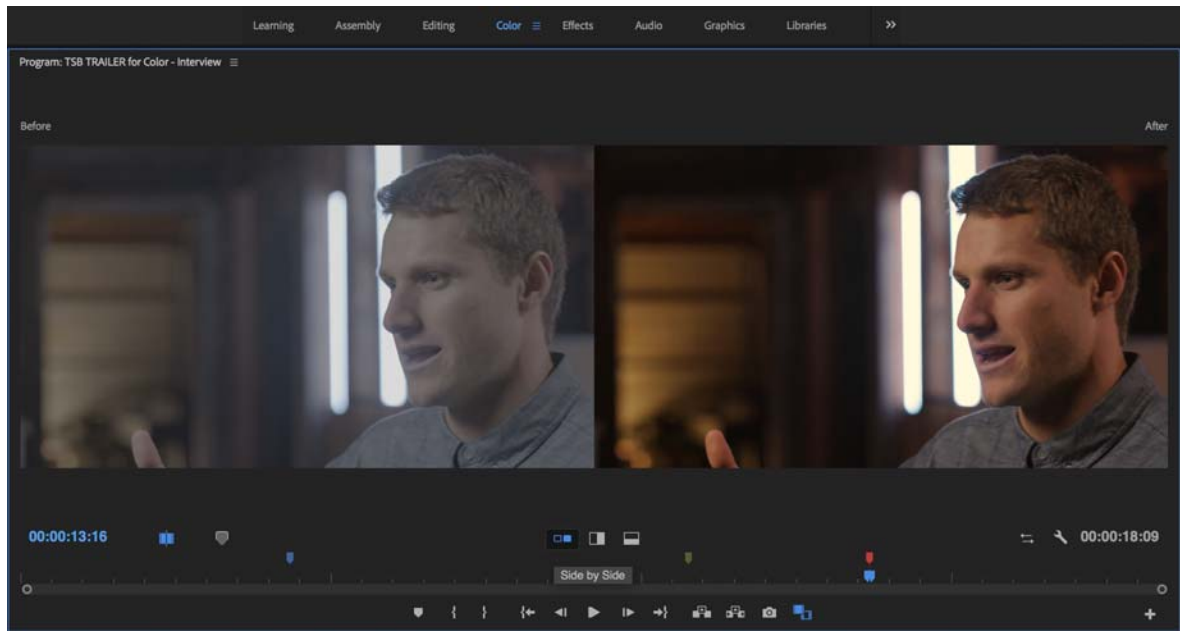 Learning Assembly Editing Color Effects Audio Graphics Libraries
Program: TSB TRAILER for Color - Interview
Before After
00:00:13:16 00:00:18:09
Side by Side